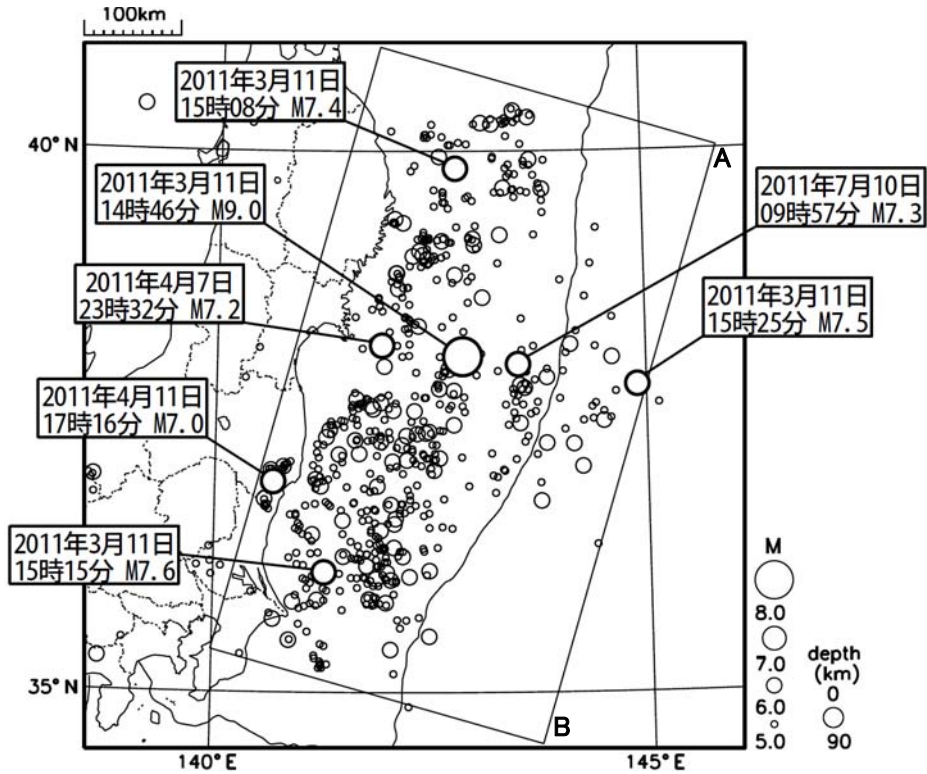 100km
2011年3月11日
15時08分 M7.4
40°N
A
2011年3月11日
14時46分 M9.0
2011年7月10日
09時57分 M7.3
2011年4月7日
23時32分 M7.2
2011年3月11日
15時25分 M7.5
2011年4月11日
17時16分 M7.0
2011年3月11日
15時15分 M7.6
M
8.0
7.0
6.0
5.0
depth
(km)
0
90
35°N
B
140°E
145°E